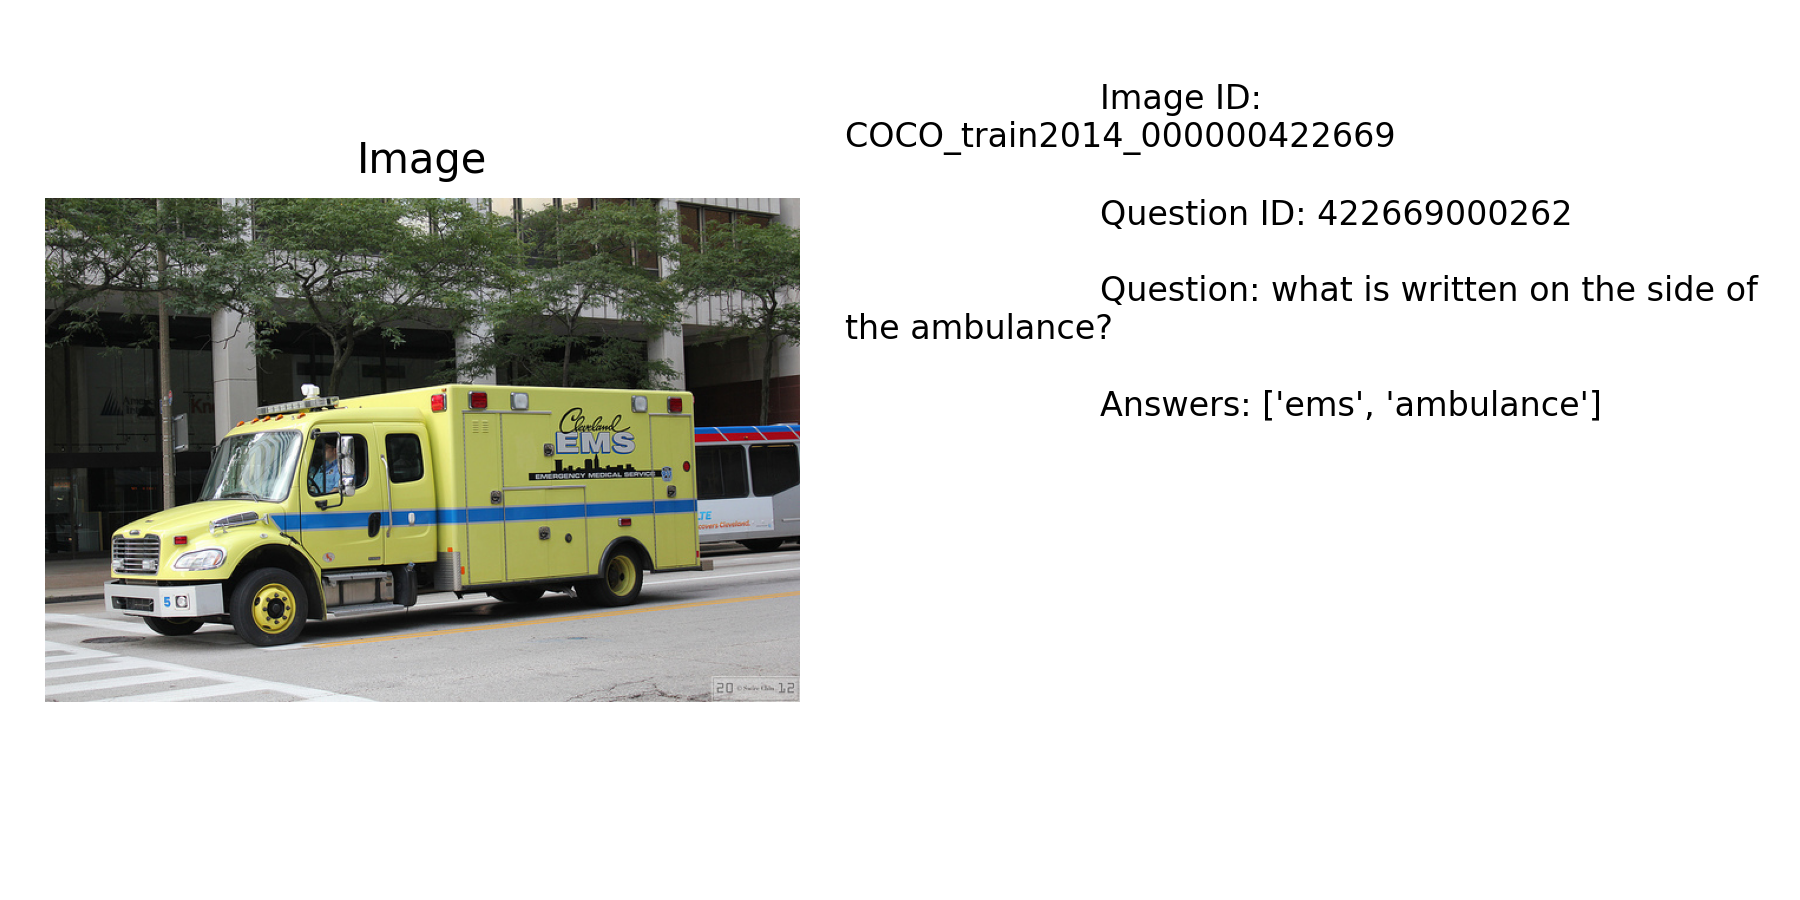 Image
Cleveland
EMS
EMERGENCY MEDICAL SERVICE
5
20 12
Image ID:
COCO_train2014_000000422669
Question ID: 422669000262
Question: what is written on the side of
the ambulance?
Answers: ['ems', 'ambulance']